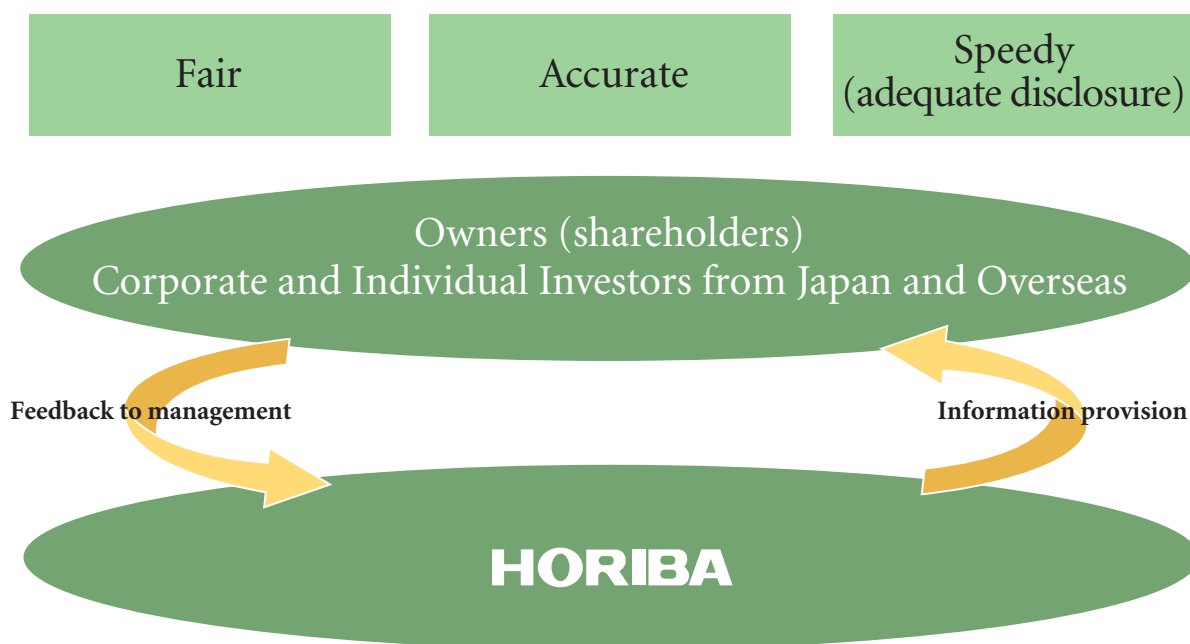 Fair
Accurate
Speedy
(adequate disclosure)
Owners (shareholders)
Corporate and Individual Investors from Japan and Overseas
Feedback to management
Information provision
HORIBA